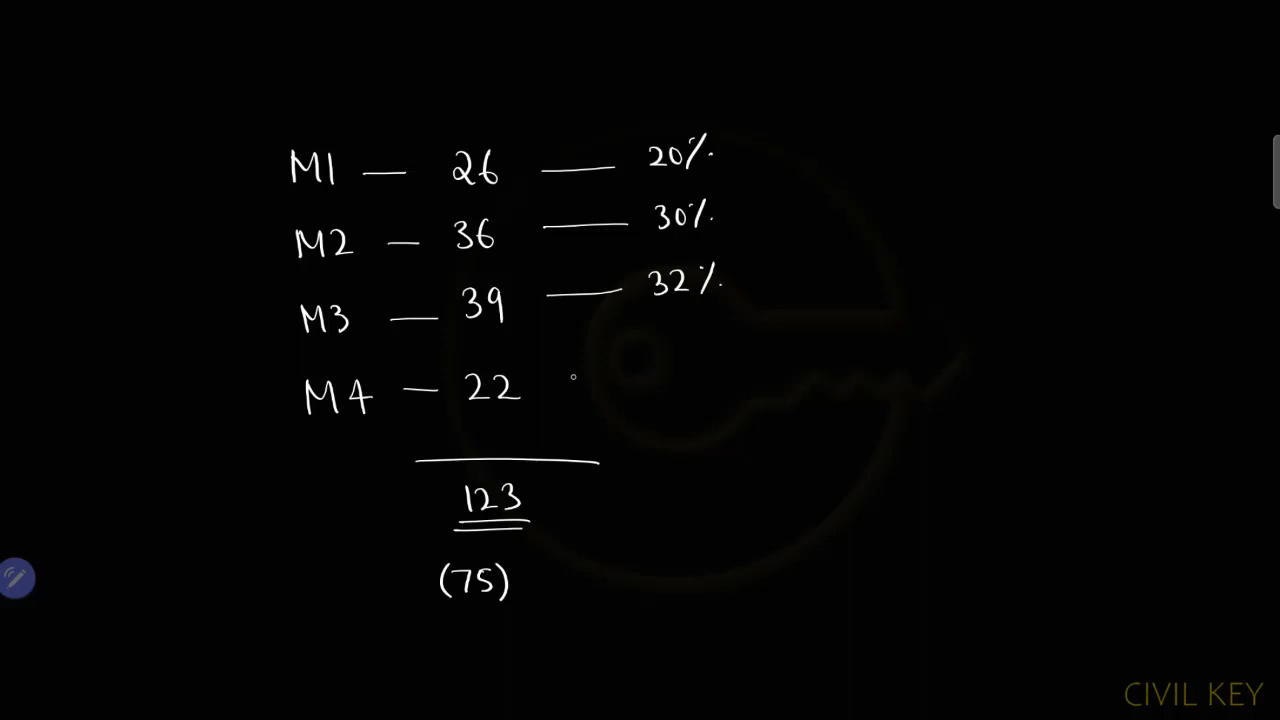 M1 — 26 — 20%
M2 — 36 — 30%
M3 — 39 — 32%
M4 — 22
123
(75)
CIVIL KEY